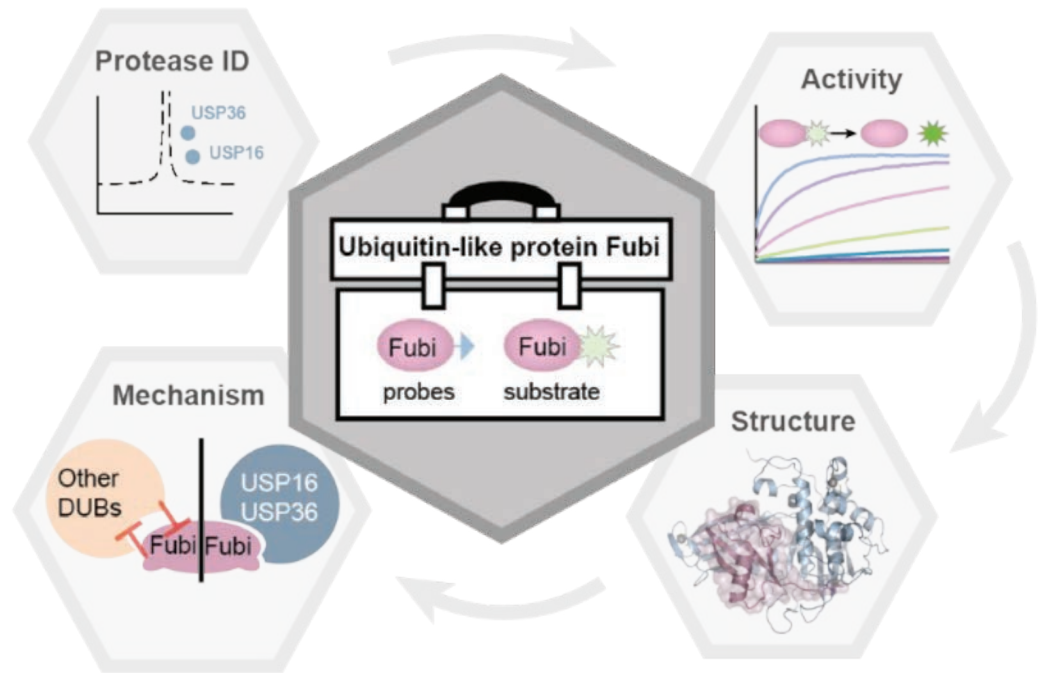 Protease ID
USP36
USP16
Activity
Ubiquitin-like protein Fubi
Fubi
Fubi
probes
substrate
Mechanism
Other
DUBs
USP16
USP36
Fubi
Fubi
Structure